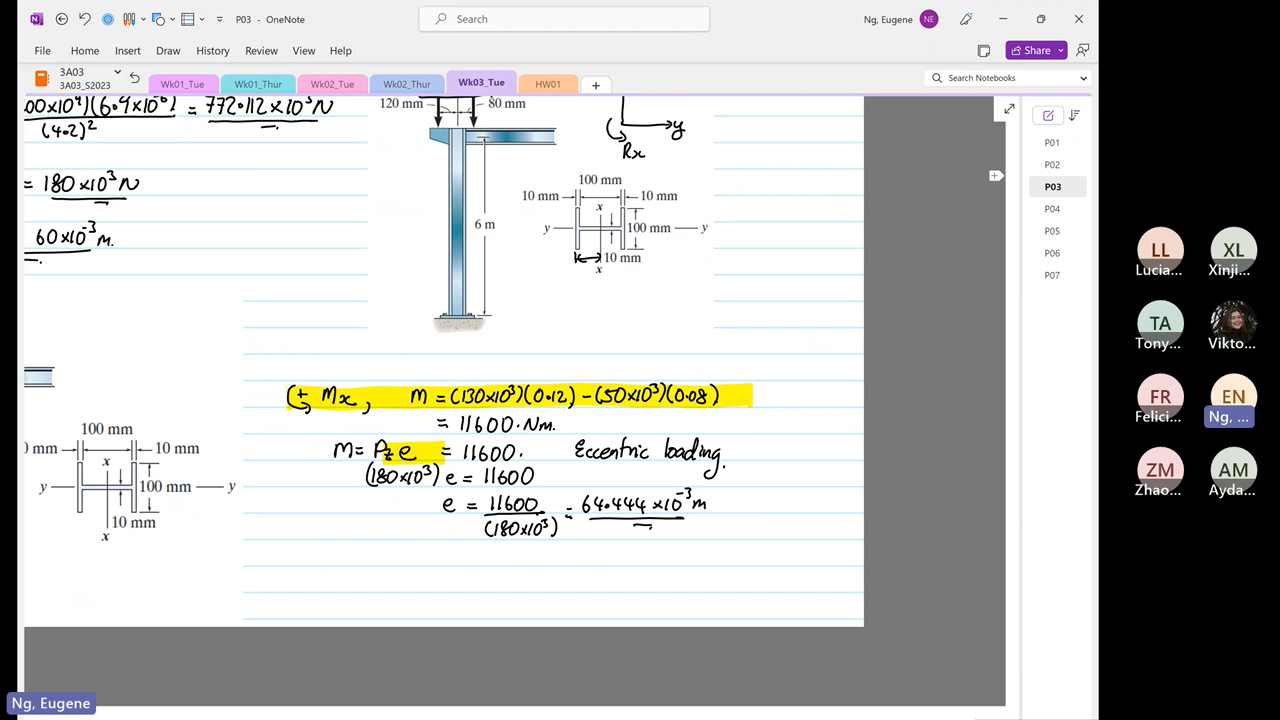 P03 - OneNote
Search
Ng, Eugene
NE
File Home Insert Draw History Review View Help
Share
3A03
3A03_S2023
Wk01_Tue Wk01_Thur Wk02_Tue Wk02_Thur Wk03_Tue HW01
Search Notebooks
P01
P02
P03
P04
P05
P06
P07
= 772.112×10³N
(4.2)²
= 180×10³N
60×10⁻³m.
120 mm
80 mm
6 m
y
Rx
100 mm
10 mm
10 mm
x
y
100 mm
y
10 mm
x
100 mm
mm
10 mm
x
y
100 mm
y
10 mm
x
+ Mx, M = (130×10³)(0.12) - (50×10³)(0.08)
= 11600.Nm.
M = Pz e = 11600. Eccentric loading.
(180×10³) e = 11600
e = 11600/(180×10³) = 64.444×10⁻³m
LL
Lucia...
XL
Xinji...
TA
Tony...
Vikto...
FR
Felici...
EN
Ng, ...
ZM
Zhao...
AM
Ayda...
Ng, Eugene